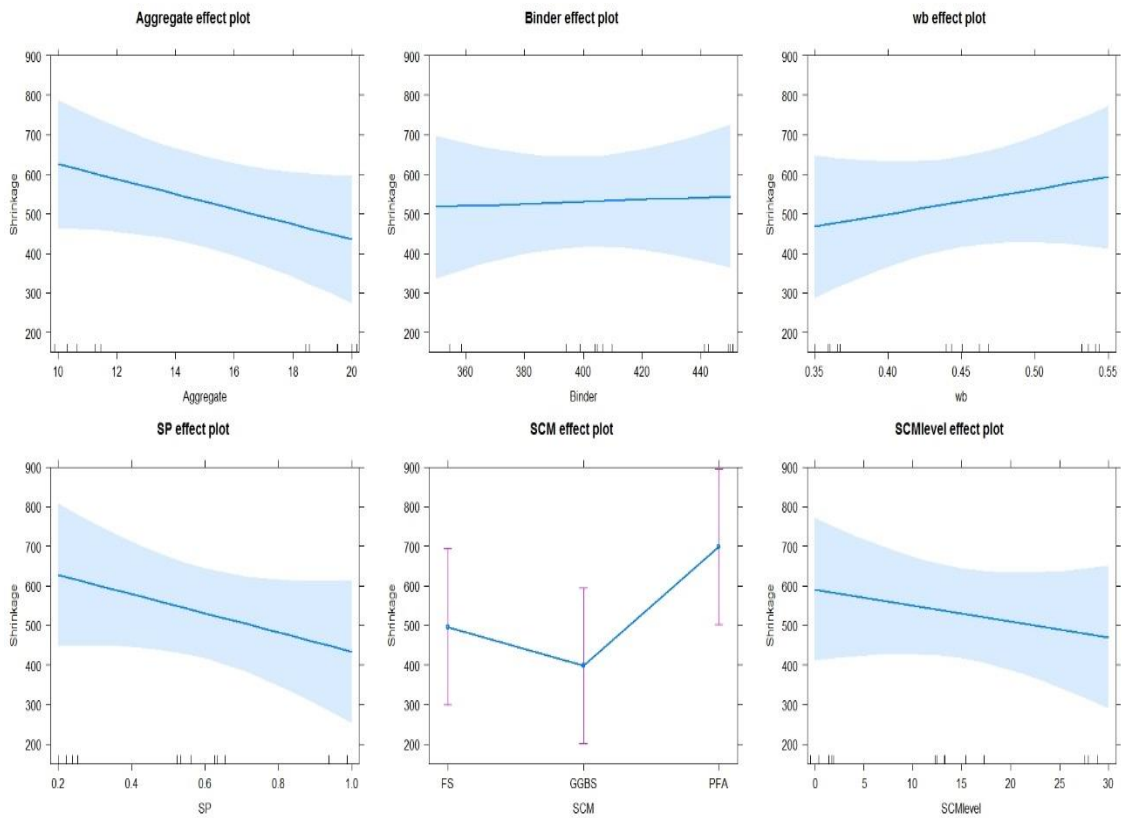 Aggregate effect plot
Binder effect plot
wb effect plot
900
800
700
600
500
400
300
200
Shrinkage
10 12 14 16 18 20
Aggregate
900
800
700
600
500
400
300
200
Shrinkage
360 380 400 420 440
Binder
900
800
700
600
500
400
300
200
Shrinkage
0.35 0.40 0.45 0.50 0.55
wb
SP effect plot
SCM effect plot
SCMlevel effect plot
900
800
700
600
500
400
300
200
Shrinkage
0.2 0.4 0.6 0.8 1.0
SP
900
800
700
600
500
400
300
200
Shrinkage
FS GGBS PFA
SCM
900
800
700
600
500
400
300
200
Shrinkage
0 5 10 15 20 25 30
SCMlevel